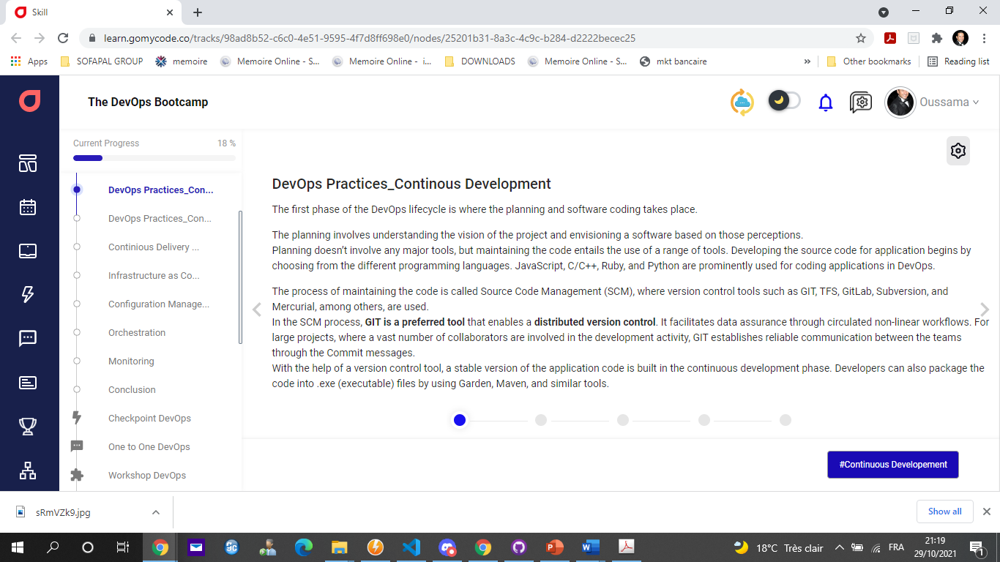 Skill
learn.gomycode.co/tracks/98ad8b52-c6c0-4e51-9595-4f7d8ff698e0/nodes/25201b31-8a3c-4c9c-b284-d2222becec25
Apps SOFAPAL GROUP memoire Memoire Online - S... Memoire Online - i... DOWNLOADS Memoire Online - S... mkt bancaire » Other bookmarks Reading list
The DevOps Bootcamp
Oussama
Current Progress 18 %
DevOps Practices_Con...
DevOps Practices_Con...
Continious Delivery ...
Infrastructure as Co...
Configuration Manage...
Orchestration
Monitoring
Conclusion
Checkpoint DevOps
One to One DevOps
Workshop DevOps
DevOps Practices_Continous Development
The first phase of the DevOps lifecycle is where the planning and software coding takes place.
The planning involves understanding the vision of the project and envisioning a software based on those perceptions.
Planning doesn't involve any major tools, but maintaining the code entails the use of a range of tools. Developing the source code for application begins by
choosing from the different programming languages. JavaScript, C/C++, Ruby, and Python are prominently used for coding applications in DevOps.
The process of maintaining the code is called Source Code Management (SCM), where version control tools such as GIT, TFS, GitLab, Subversion, and
Mercurial, among others, are used.
In the SCM process, GIT is a preferred tool that enables a distributed version control. It facilitates data assurance through circulated non-linear workflows. For
large projects, where a vast number of collaborators are involved in the development activity, GIT establishes reliable communication between the teams
through the Commit messages.
With the help of a version control tool, a stable version of the application code is built in the continuous development phase. Developers can also package the
code into .exe (executable) files by using Garden, Maven, and similar tools.
#Continuous Developement
sRmVZk9.jpg
Show all
18°C Très clair
FRA
21:19
29/10/2021
1